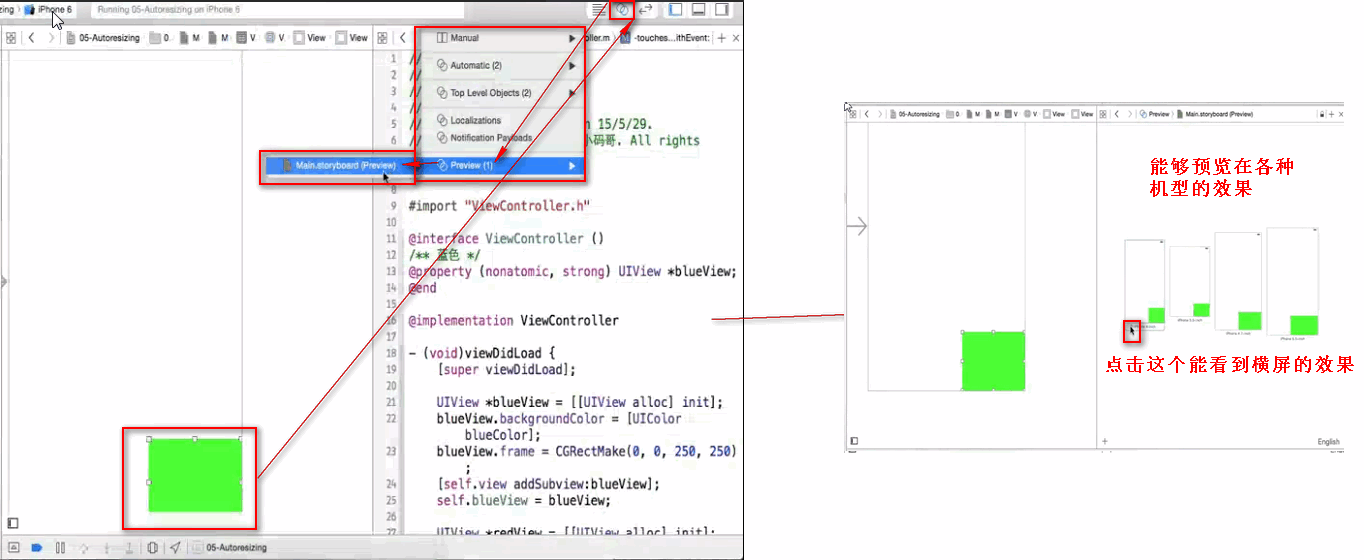 ing
iPhone 6
Running 05-Autoresizing on iPhone 6
05-Autoresizing
0
M
M
V
V
View
View
ller.m
-touches...ithEvent:
Manual
Automatic (2)
Top Level Objects (2)
Localizations
Notification Payloads
Preview (1)
Main.storyboard (Preview)
1 //
2 //
3 //
4
5 // n 15/5/29.
6 // 小码哥. All rights
8
9 #import "ViewController.h"
10
11 @interface ViewController ()
12 /** 蓝色 */
13 @property (nonatomic, strong) UIView *blueView;
14 @end
15
16 @implementation ViewController
17
18 - (void)viewDidLoad {
19 [super viewDidLoad];
20
21 UIView *blueView = [[UIView alloc] init];
22 blueView.backgroundColor = [UIColor
blueColor];
23 blueView.frame = CGRectMake(0, 0, 250, 250)
;
24 [self.view addSubview:blueView];
25 self.blueView = blueView;
26
27 UIView *redView = [[UIView alloc] init];
05-Autoresizing
05-Autoresizing
0
M
M
V
V
View
View
Preview
Main.storyboard (Preview)
能够预览在各种
机型的效果
点击这个能看到横屏的效果
English